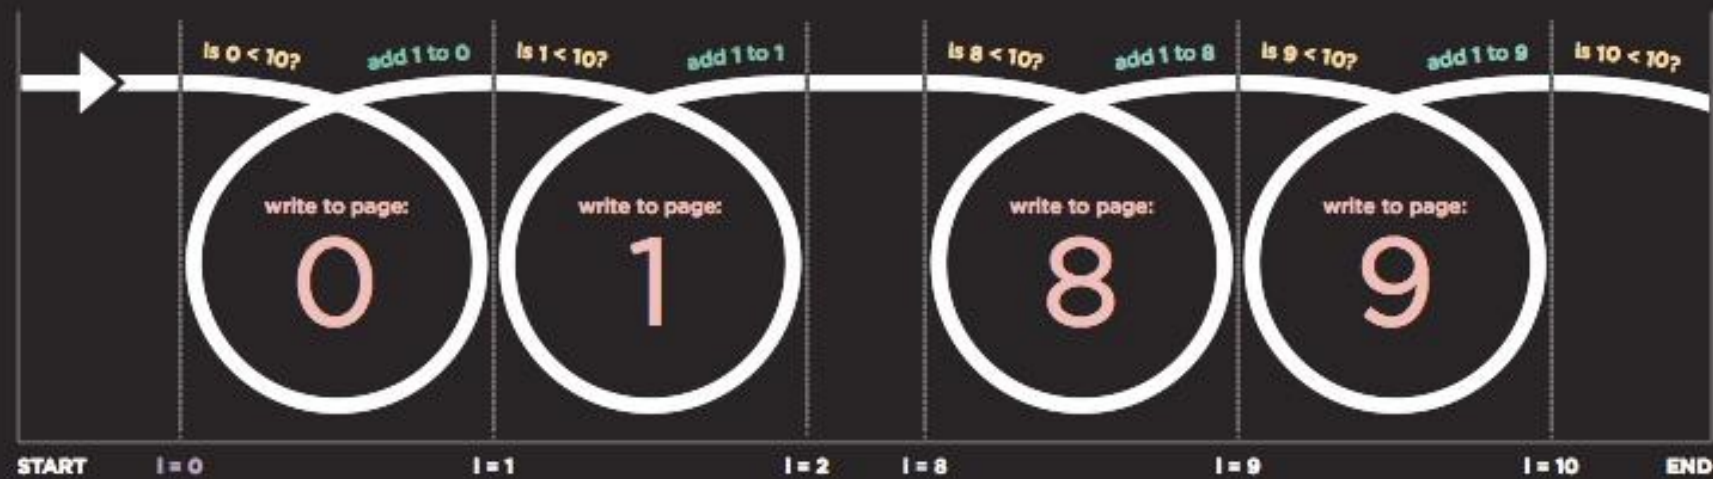 is 0 < 10? add 1 to 0 is 1 < 10? add 1 to 1 is 8 < 10? add 1 to 8 is 9 < 10? add 1 to 9 is 10 < 10?
write to page: write to page: write to page: write to page:
0 1 8 9
START i = 0 i = 1 i = 2 i = 8 i = 9 i = 10 END